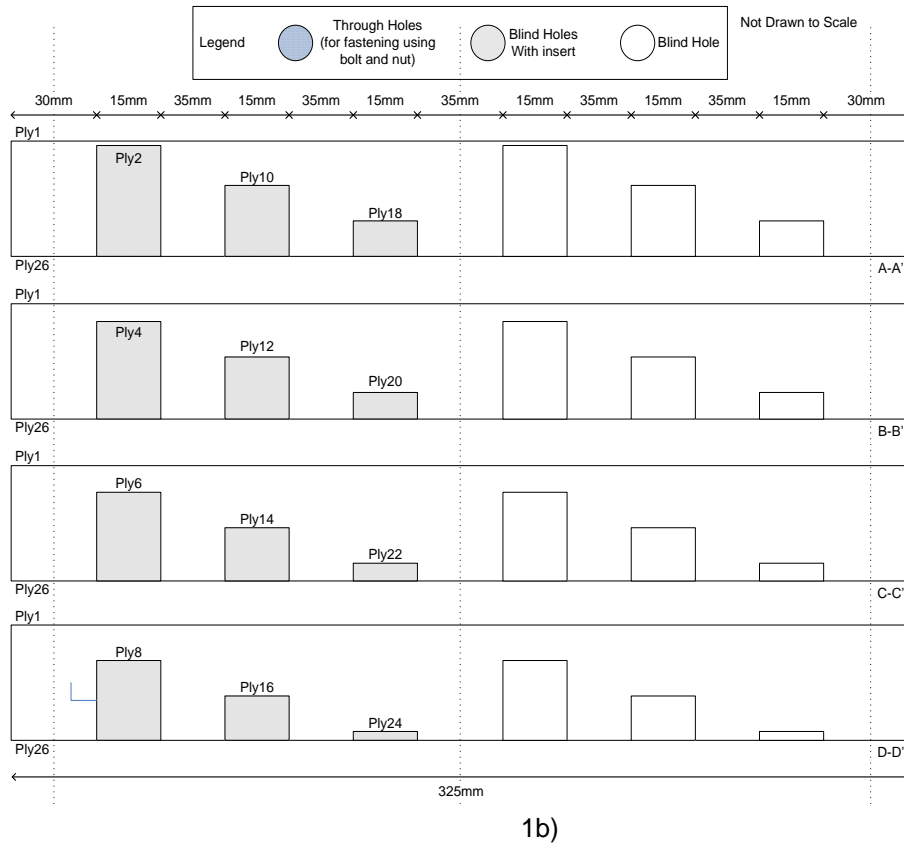 Not Drawn to Scale
Legend
Through Holes
(for fastening using
bolt and nut)
Blind Holes
With insert
Blind Hole
30mm 15mm 35mm 15mm 35mm 15mm 35mm 15mm 35mm 15mm 35mm 15mm 30mm
Ply1
Ply2
Ply10
Ply18
Ply26
A-A'
Ply1
Ply4
Ply12
Ply20
Ply26
B-B'
Ply1
Ply6
Ply14
Ply22
Ply26
C-C'
Ply1
Ply8
Ply16
Ply24
Ply26
D-D'
325mm
1b)